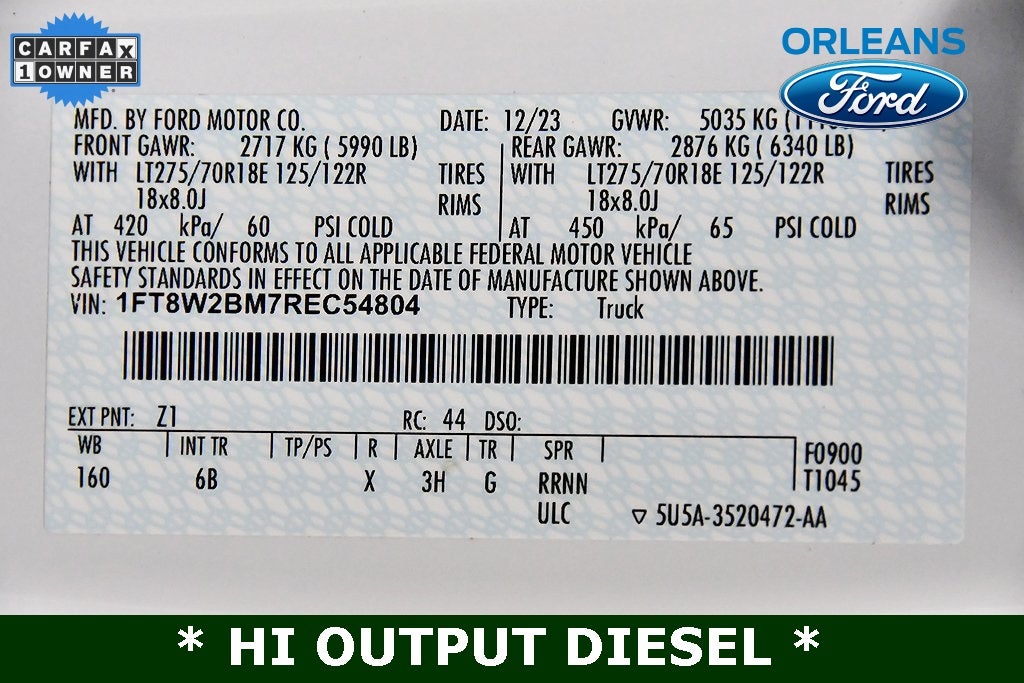 CARFAX
1 OWNER
ORLEANS
Ford
MFD. BY FORD MOTOR CO. DATE: 12/23 GVWR: 5035 KG
FRONT GAWR: 2717 KG ( 5990 LB) REAR GAWR: 2876 KG ( 6340 LB)
WITH LT275/70R18E 125/122R TIRES WITH LT275/70R18E 125/122R TIRES
18x8.0J RIMS 18x8.0J RIMS
AT 420 kPa/ 60 PSI COLD AT 450 kPa/ 65 PSI COLD
THIS VEHICLE CONFORMS TO ALL APPLICABLE FEDERAL MOTOR VEHICLE
SAFETY STANDARDS IN EFFECT ON THE DATE OF MANUFACTURE SHOWN ABOVE.
VIN: 1FT8W2BM7REC54804 TYPE: Truck
EXT PNT: Z1 RC: 44 DSO:
WB INT TR TP/PS R AXLE TR SPR F0900
160 6B X 3H G RRNN T1045
ULC ▽ 5U5A-3520472-AA
* HI OUTPUT DIESEL *